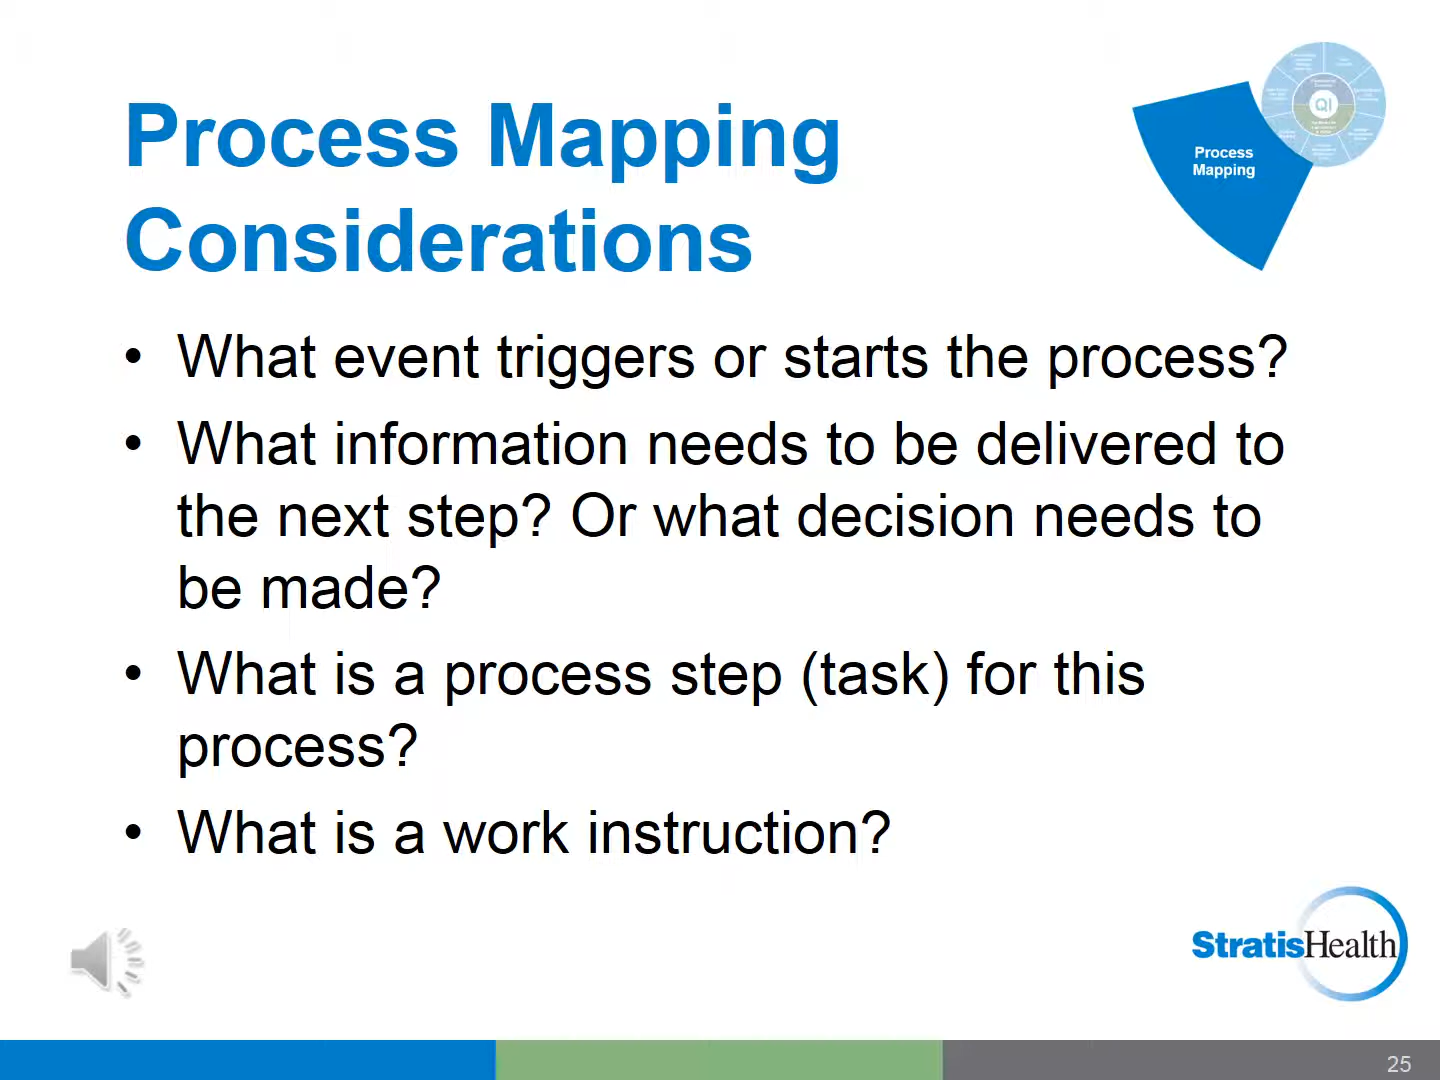 Process Mapping
Considerations
QI
Process
Mapping
• What event triggers or starts the process?
• What information needs to be delivered to
the next step? Or what decision needs to
be made?
• What is a process step (task) for this
process?
• What is a work instruction?
StratisHealth
25